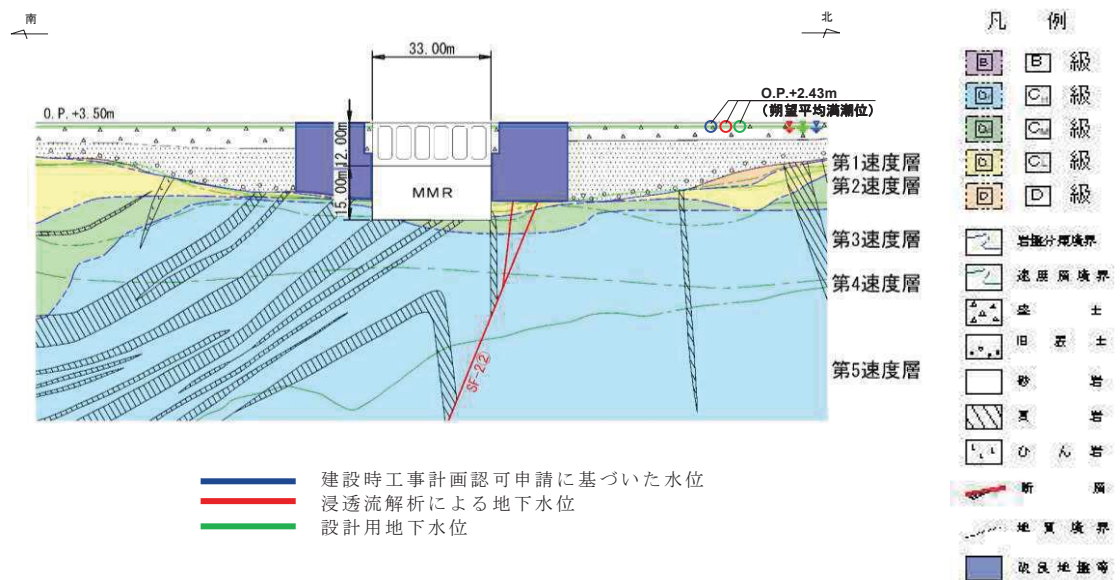 南
北
33.00m
O.P.+2.43m
(朔望平均満潮位)
O.P.+3.50m
12.00m
15.00m
MMR
第1速度層
第2速度層
第3速度層
第4速度層
第5速度層
SF-2②
建設時工事計画認可申請に基づいた水位
浸透流解析による地下水位
設計用地下水位
凡 例
B B 級
CH 級
CM 級
CL 級
D D 級
岩盤分類境界
速度層境界
盛 土
旧 表 土
砂 岩
頁 岩
ひ ん 岩
断 層
地 質 境 界
改良地盤等